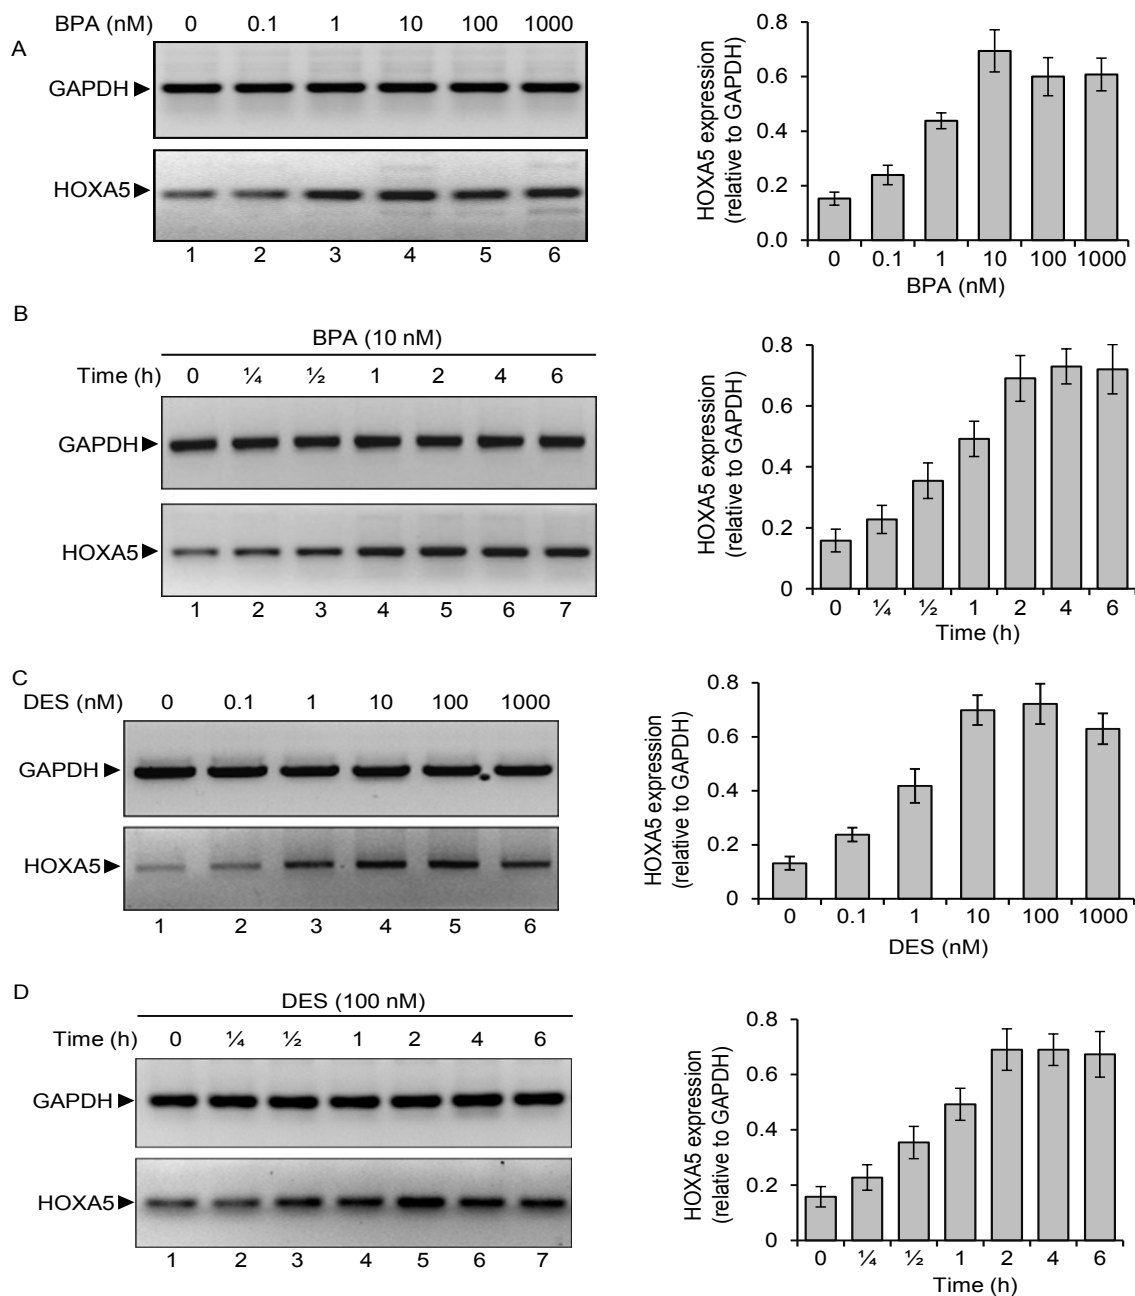 A
BPA (nM) 0 0.1 1 10 100 1000
GAPDH
HOXA5
1 2 3 4 5 6
HOXA5 expression
(relative to GAPDH)
0.8
0.6
0.4
0.2
0.0
0 0.1 1 10 100 1000
BPA (nM)
B
BPA (10 nM)
Time (h) 0 ¼ ½ 1 2 4 6
GAPDH
HOXA5
1 2 3 4 5 6 7
HOXA5 expression
(relative to GAPDH)
0.8
0.6
0.4
0.2
0
0 ¼ ½ 1 2 4 6
Time (h)
C
DES (nM) 0 0.1 1 10 100 1000
GAPDH
HOXA5
1 2 3 4 5 6
HOXA5 expression
(relative to GAPDH)
0.8
0.6
0.4
0.2
0
0 0.1 1 10 100 1000
DES (nM)
D
DES (100 nM)
Time (h) 0 ¼ ½ 1 2 4 6
GAPDH
HOXA5
1 2 3 4 5 6 7
HOXA5 expression
(relative to GAPDH)
0.8
0.6
0.4
0.2
0
0 ¼ ½ 1 2 4 6
Time (h)